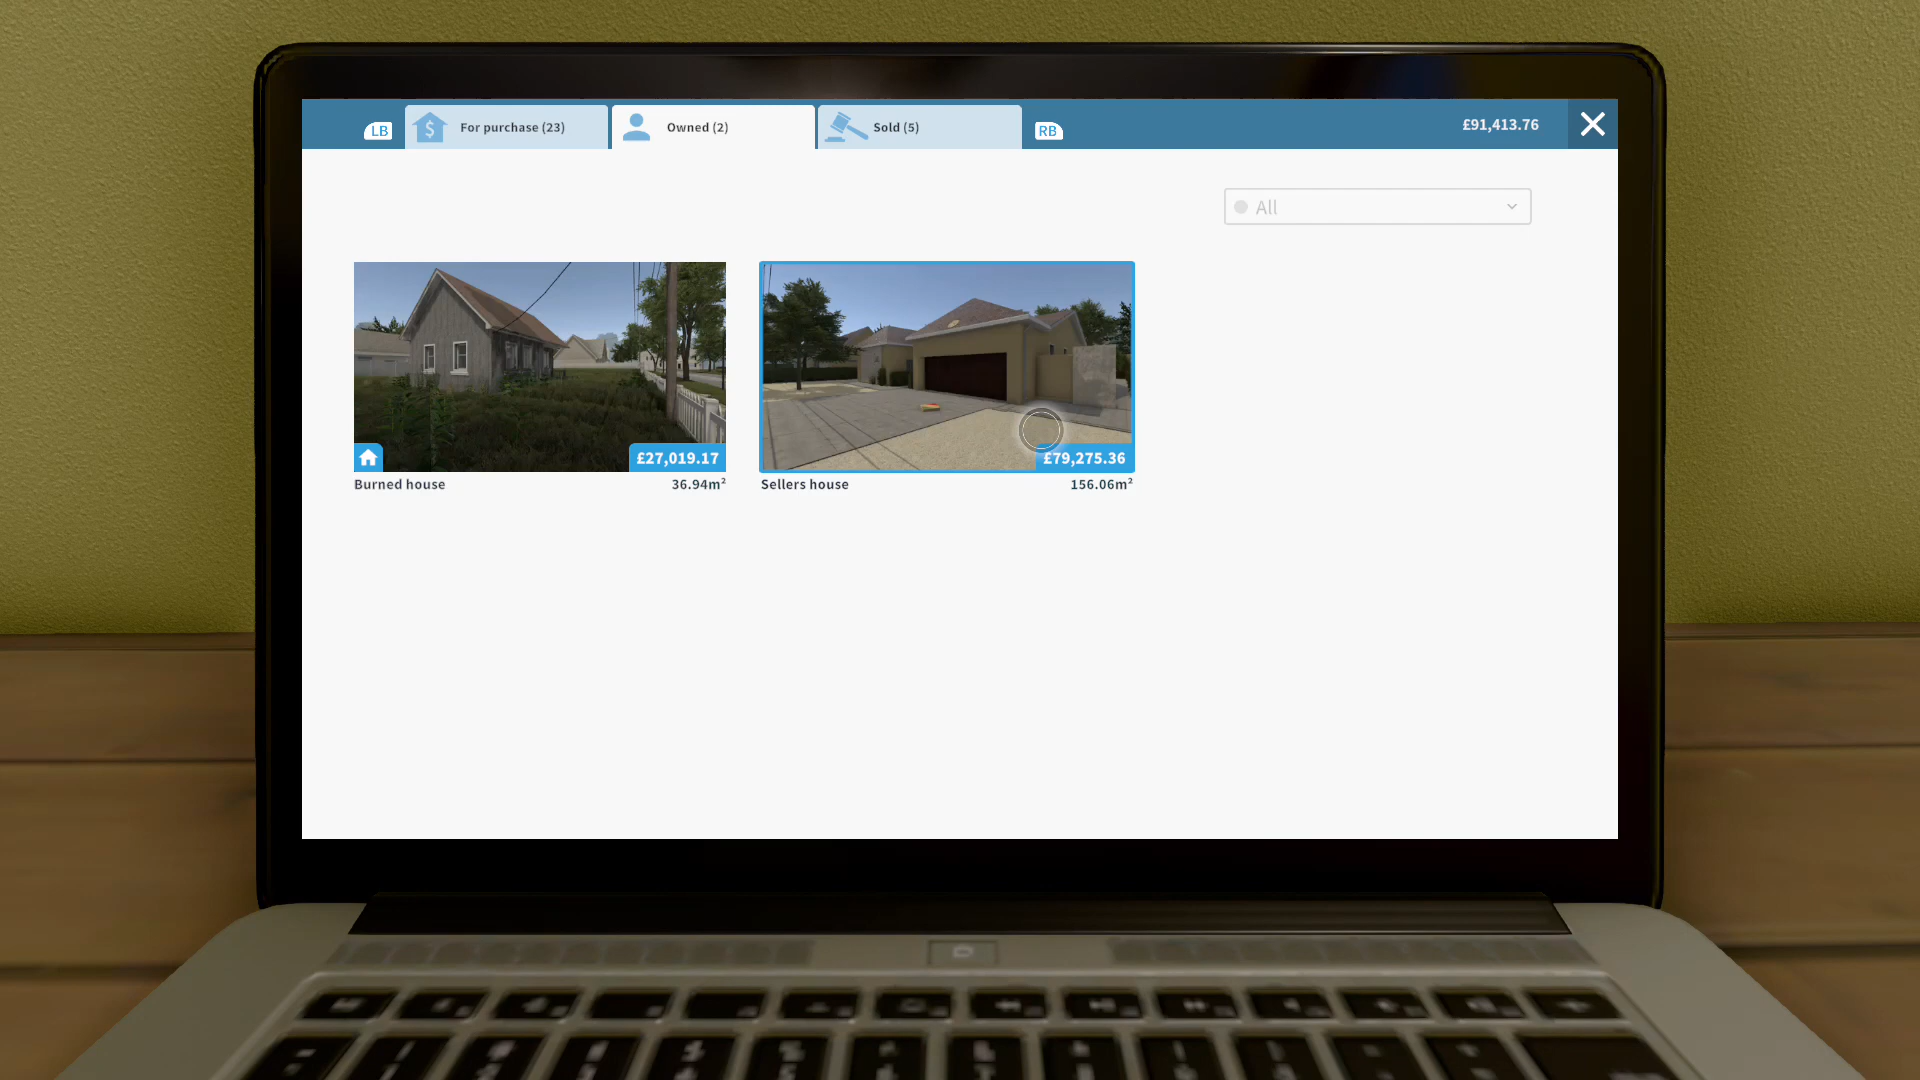 LB
For purchase (23)
Owned (2)
Sold (5)
RB
£91,413.76
All
£27,019.17
£79,275.36
Burned house
36.94m²
Sellers house
156.06m²